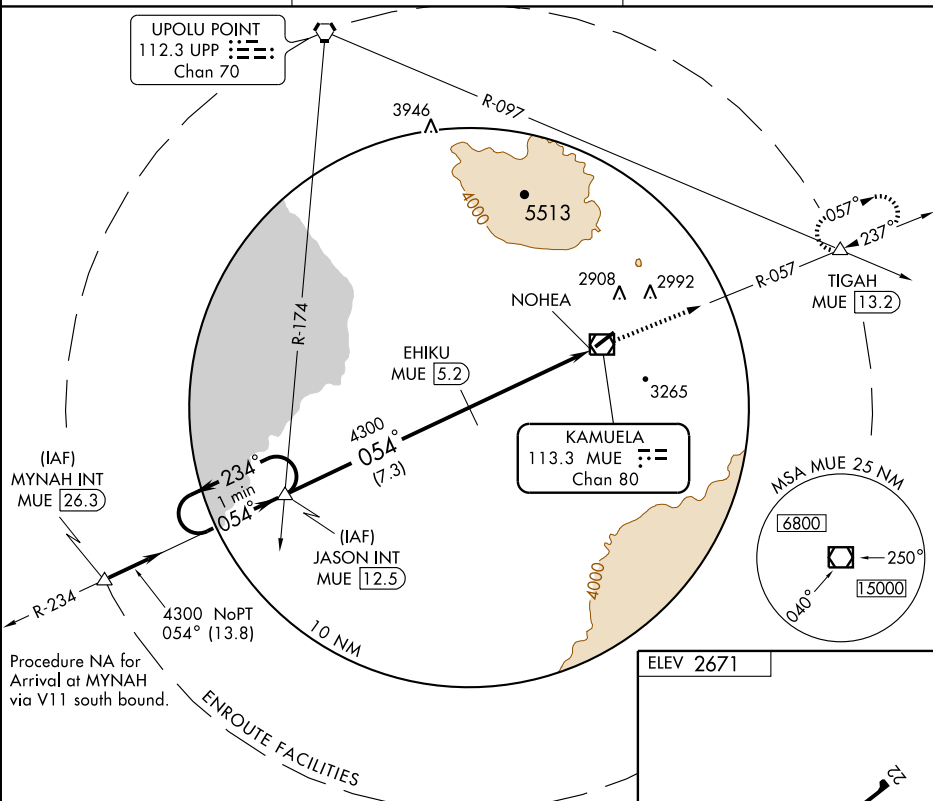 UPOLU POINT
112.3 UPP
Chan 70
3946
R-097
4000
5513
057°
237°
R-057
TIGAH
MUE 13.2
2908
2992
NOHEA
R-174
EHIKU
MUE 5.2
3265
4300
054°
(7.3)
KAMUELA
113.3 MUE
Chan 80
(IAF)
MYNAH INT
MUE 26.3
234°
1 min
054°
(IAF)
JASON INT
MUE 12.5
MSA MUE 25 NM
6800
250°
15000
040°
4000
R-234
4300 NoPT
054° (13.8)
10 NM
Procedure NA for
Arrival at MYNAH
via V11 south bound.
ENROUTE FACILITIES
ELEV 2671
22